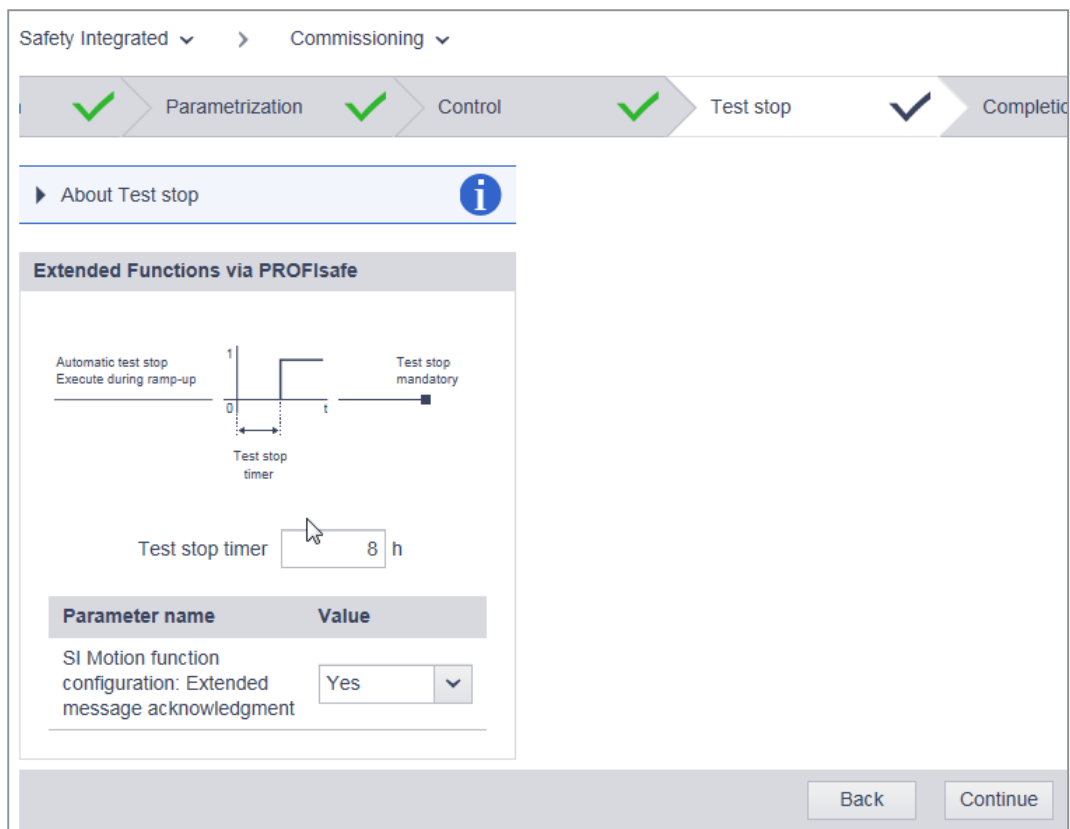 Safety Integrated > Commissioning
Parametrization Control Test stop
About Test stop
Extended Functions via PROFIsafe
Automatic test stop
Execute during ramp-up
1
0
t
Test stop
mandatory
Test stop
timer
Test stop timer 8 h
Parameter name Value
SI Motion function
configuration: Extended
message acknowledgment
Yes
Back Continue